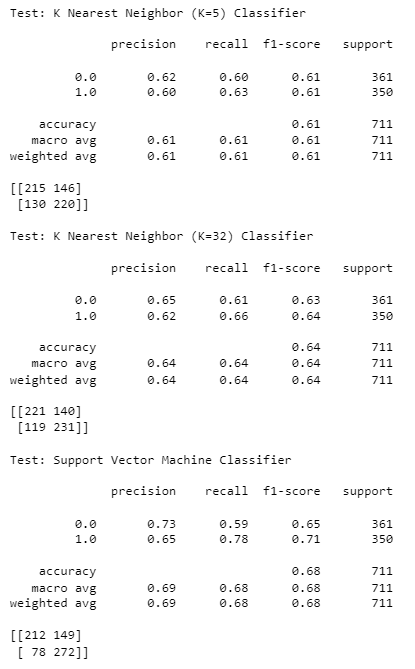 Test: K Nearest Neighbor (K=5) Classifier
precision recall f1-score support
0.0 0.62 0.60 0.61 361
1.0 0.60 0.63 0.61 350
accuracy 0.61 711
macro avg 0.61 0.61 0.61 711
weighted avg 0.61 0.61 0.61 711
[[215 146]
[130 220]]
Test: K Nearest Neighbor (K=32) Classifier
precision recall f1-score support
0.0 0.65 0.61 0.63 361
1.0 0.62 0.66 0.64 350
accuracy 0.64 711
macro avg 0.64 0.64 0.64 711
weighted avg 0.64 0.64 0.64 711
[[221 140]
[119 231]]
Test: Support Vector Machine Classifier
precision recall f1-score support
0.0 0.73 0.59 0.65 361
1.0 0.65 0.78 0.71 350
accuracy 0.68 711
macro avg 0.69 0.68 0.68 711
weighted avg 0.69 0.68 0.68 711
[[212 149]
[ 78 272]]